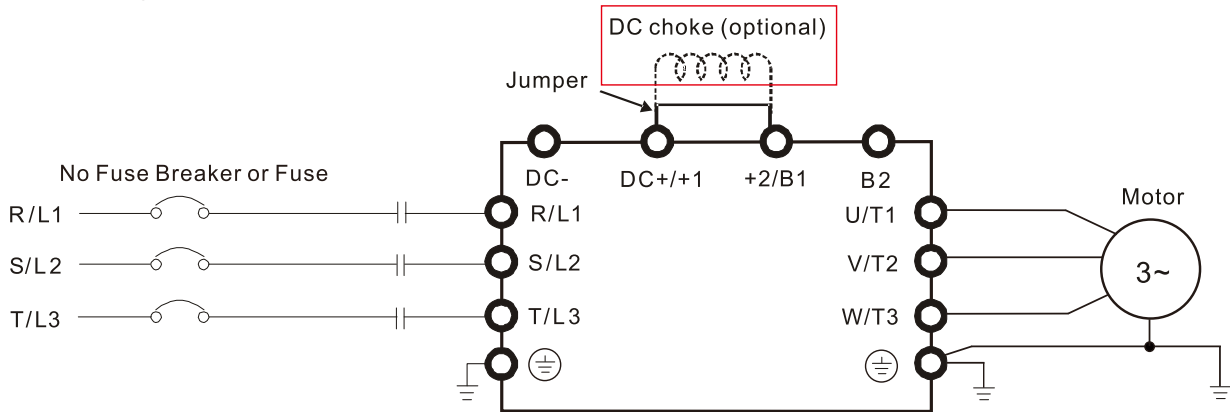 DC choke (optional)
Jumper
DC-
DC+/+1
+2/B1
B2
No Fuse Breaker or Fuse
Motor
R/L1
R/L1
U/T1
S/L2
S/L2
V/T2
3~
T/L3
T/L3
W/T3